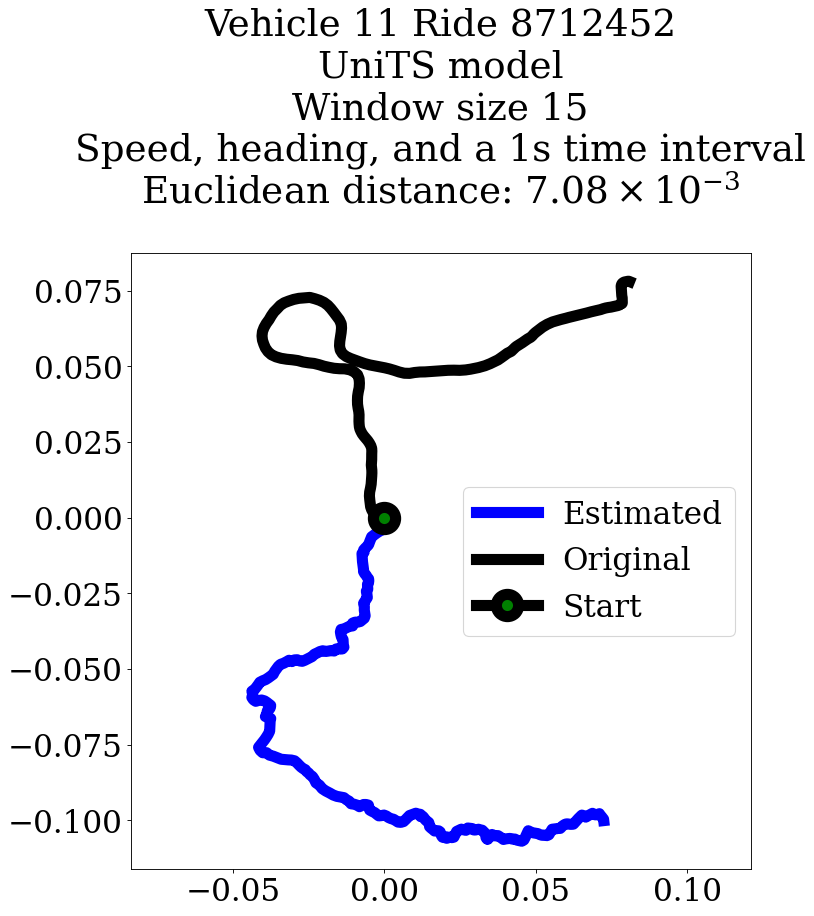 Vehicle 11 Ride 8712452
UniTS model
Window size 15
Speed, heading, and a 1s time interval
Euclidean distance: 7.08 × 10⁻³
0.075
0.050
0.025
0.000
−0.025
−0.050
−0.075
−0.100
Estimated
Original
Start
−0.05
0.00
0.05
0.10